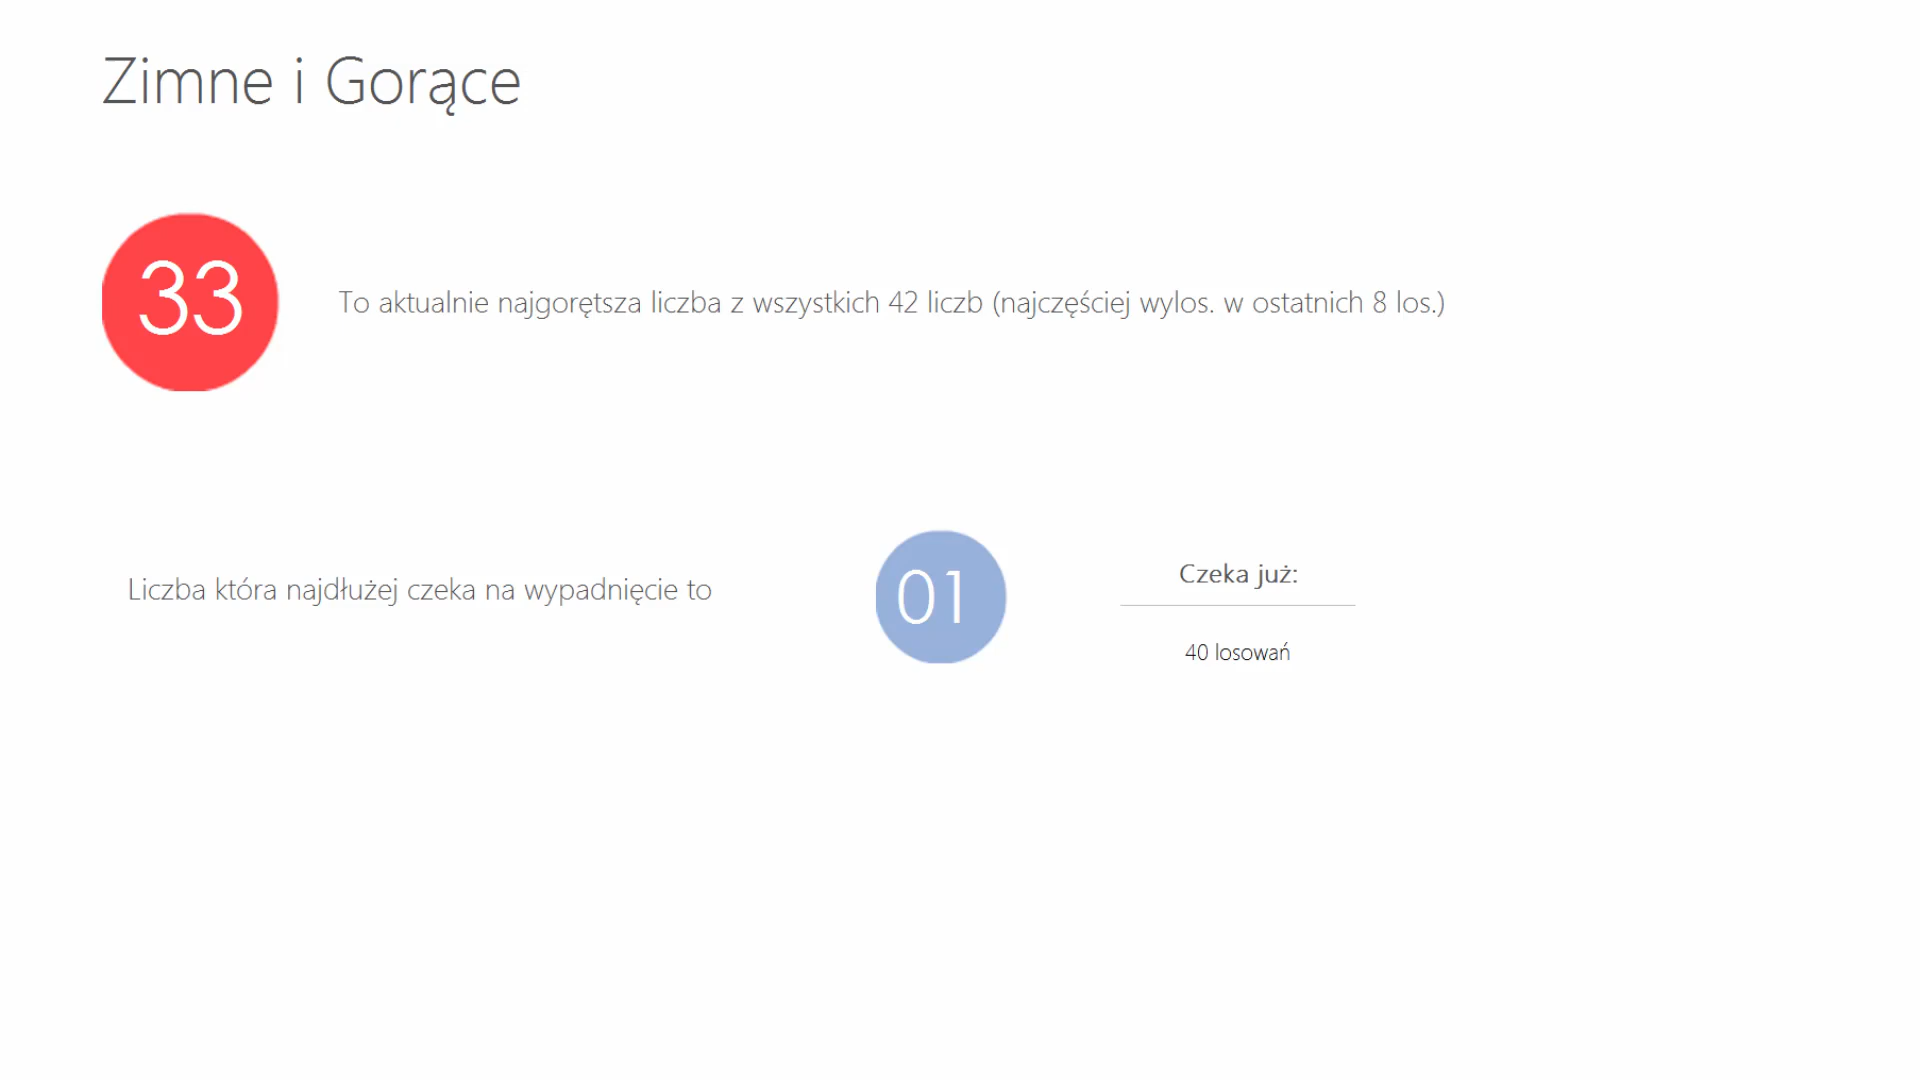 Zimne i Gorące
33
To aktualnie najgorętsza liczba z wszystkich 42 liczb (najczęściej wylos. w ostatnich 8 los.)
Liczba która najdłużej czeka na wypadnięcie to
01
Czeka już:
40 losowań